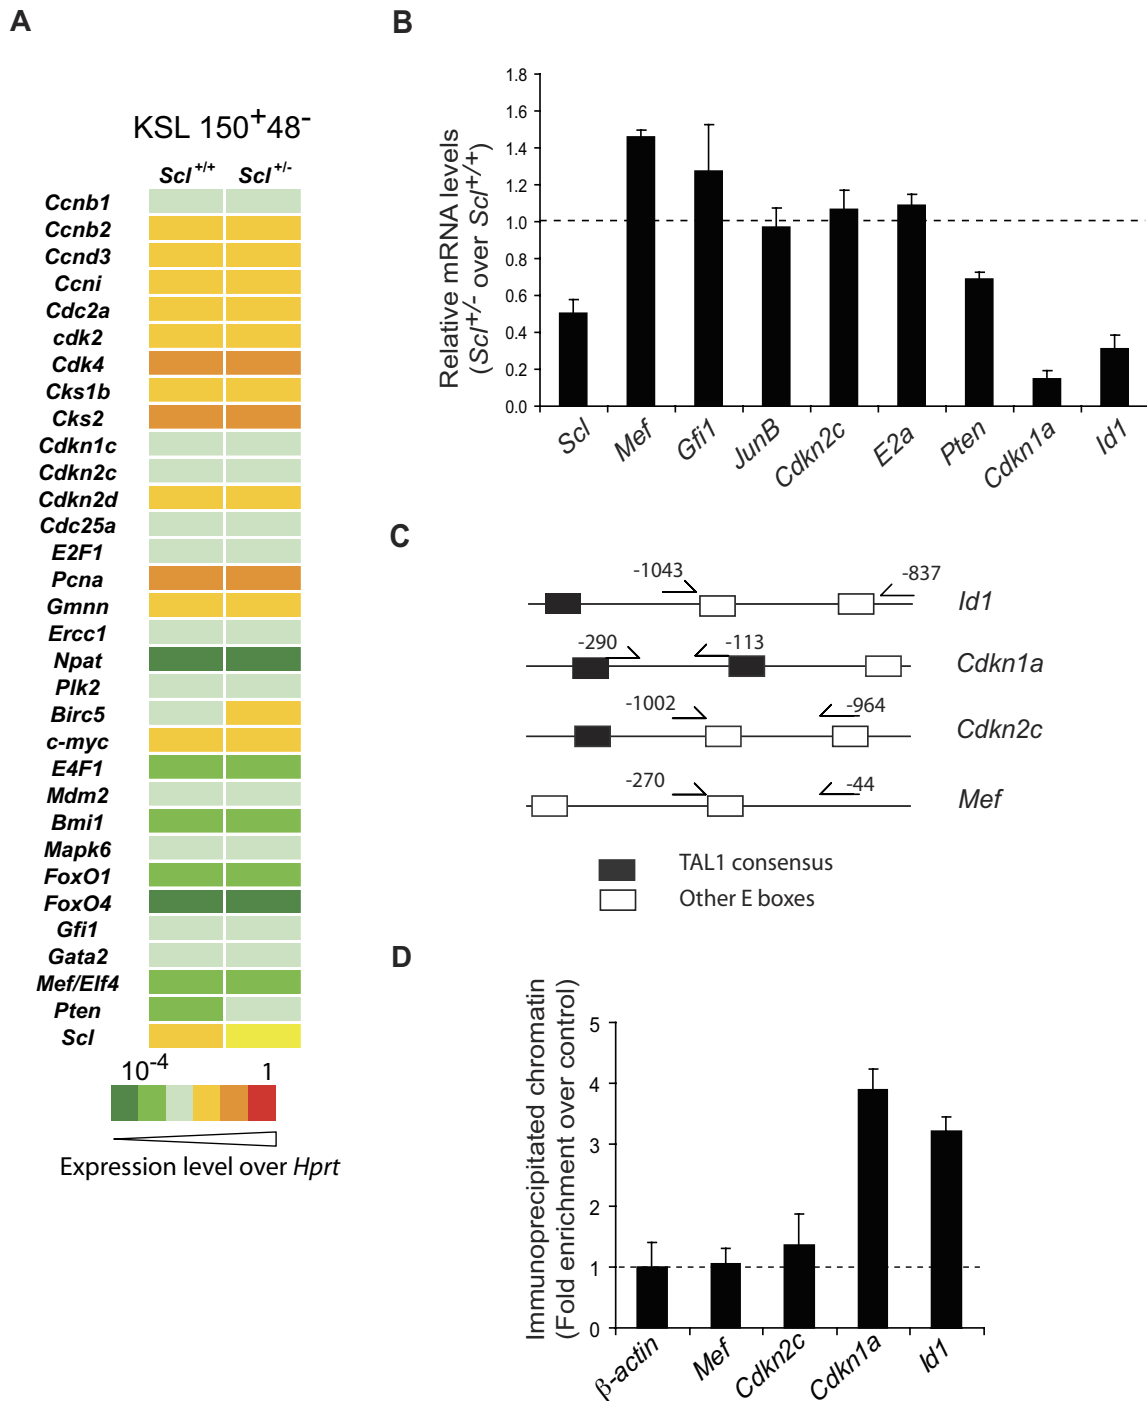 A
KSL 150+48-
Scl+/+ Scl+/-
Ccnb1
Ccnb2
Ccnd3
Ccni
Cdc2a
cdk2
Cdk4
Cks1b
Cks2
Cdkn1c
Cdkn2c
Cdkn2d
Cdc25a
E2F1
Pcna
Gmnn
Ercc1
Npat
Plk2
Birc5
c-myc
E4F1
Mdm2
Bmi1
Mapk6
FoxO1
FoxO4
Gfi1
Gata2
Mef/Elf4
Pten
Scl
10-4 1
Expression level over Hprt
B
Relative mRNA levels
(Scl+/- over Scl+/+)
1.8
1.6
1.4
1.2
1.0
0.8
0.6
0.4
0.2
0.0
Scl Mef Gfi1 JunB Cdkn2c E2a Pten Cdkn1a Id1
C
-1043 -837 Id1
-290 -113 Cdkn1a
-1002 -964 Cdkn2c
-270 -44 Mef
TAL1 consensus
Other E boxes
D
Immunoprecipitated chromatin
(Fold enrichment over control)
5
4
3
2
1
0
β-actin Mef Cdkn2c Cdkn1a Id1